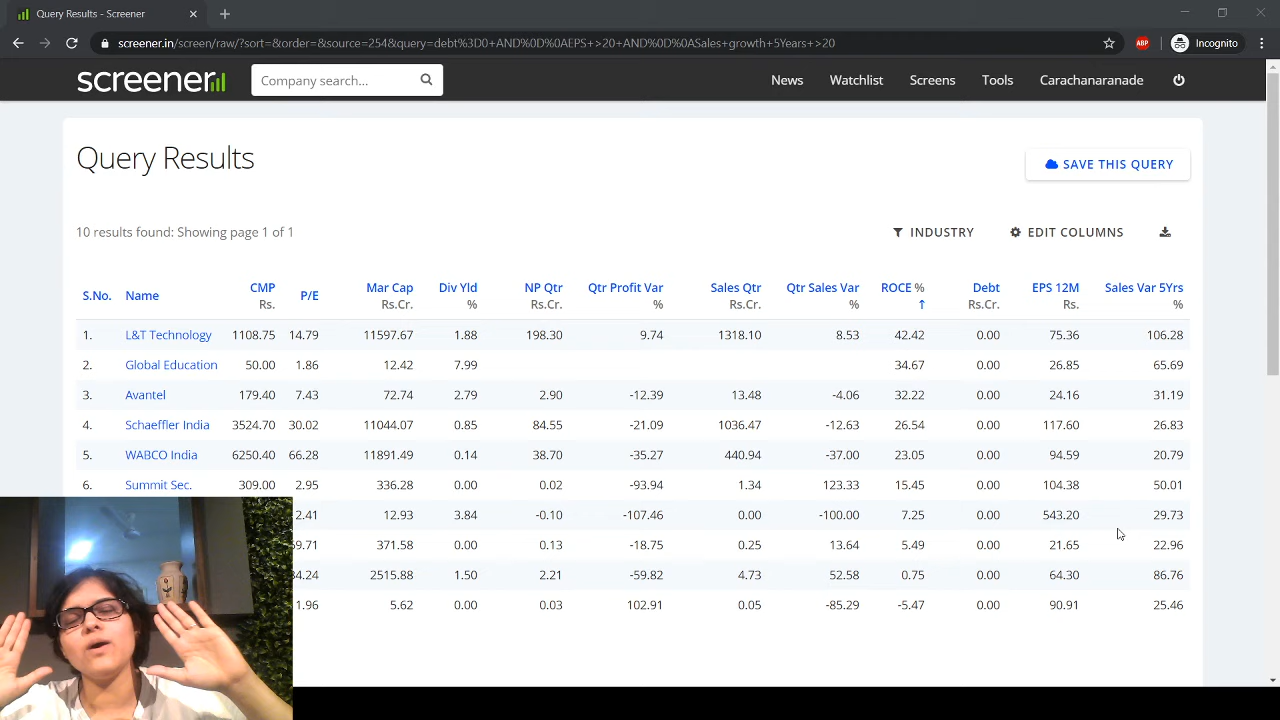 Query Results - Screener
screener.in/screen/raw/?sort=&order=&source=254&query=debt%3D0+AND%0D%0AEPS+>20+AND%0D%0ASales+growth+5Years+>20
ABP
Incognito
screener
Company search...
News Watchlist Screens Tools Carachanaranade
Query Results
SAVE THIS QUERY
10 results found: Showing page 1 of 1
INDUSTRY EDIT COLUMNS
S.No. Name CMP Rs. P/E Mar Cap Rs.Cr. Div Yld % NP Qtr Rs.Cr. Qtr Profit Var % Sales Qtr Rs.Cr. Qtr Sales Var % ROCE % ↑ Debt Rs.Cr. EPS 12M Rs. Sales Var 5Yrs %
1. L&T Technology 1108.75 14.79 11597.67 1.88 198.30 9.74 1318.10 8.53 42.42 0.00 75.36 106.28
2. Global Education 50.00 1.86 12.42 7.99 34.67 0.00 26.85 65.69
3. Avantel 179.40 7.43 72.74 2.79 2.90 -12.39 13.48 -4.06 32.22 0.00 24.16 31.19
4. Schaeffler India 3524.70 30.02 11044.07 0.85 84.55 -21.09 1036.47 -12.63 26.54 0.00 117.60 26.83
5. WABCO India 6250.40 66.28 11891.49 0.14 38.70 -35.27 440.94 -37.00 23.05 0.00 94.59 20.79
6. Summit Sec. 309.00 2.95 336.28 0.00 0.02 -93.94 1.34 123.33 15.45 0.00 104.38 50.01
2.41 12.93 3.84 -0.10 -107.46 0.00 -100.00 7.25 0.00 543.20 29.73
9.71 371.58 0.00 0.13 -18.75 0.25 13.64 5.49 0.00 21.65 22.96
4.24 2515.88 1.50 2.21 -59.82 4.73 52.58 0.75 0.00 64.30 86.76
1.96 5.62 0.00 0.03 102.91 0.05 -85.29 -5.47 0.00 90.91 25.46